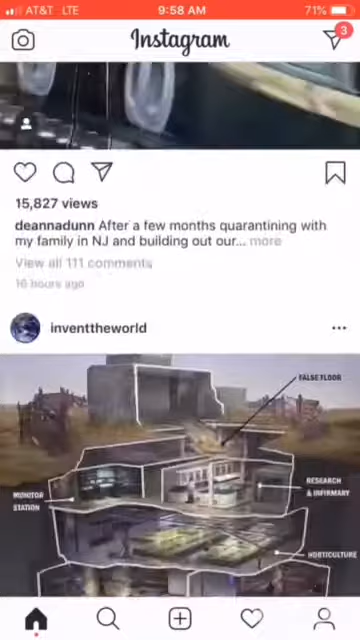 AT&T LTE 9:58 AM 71%
Instagram
3
15,827 views
deannadunn After a few months quarantining with
my family in NJ and building out our... more
View all 111 comments
16 hours ago
inventtheworld
FALSE FLOOR
MONITOR
STATION
RESEARCH
& INFIRMARY
HORTICULTURE